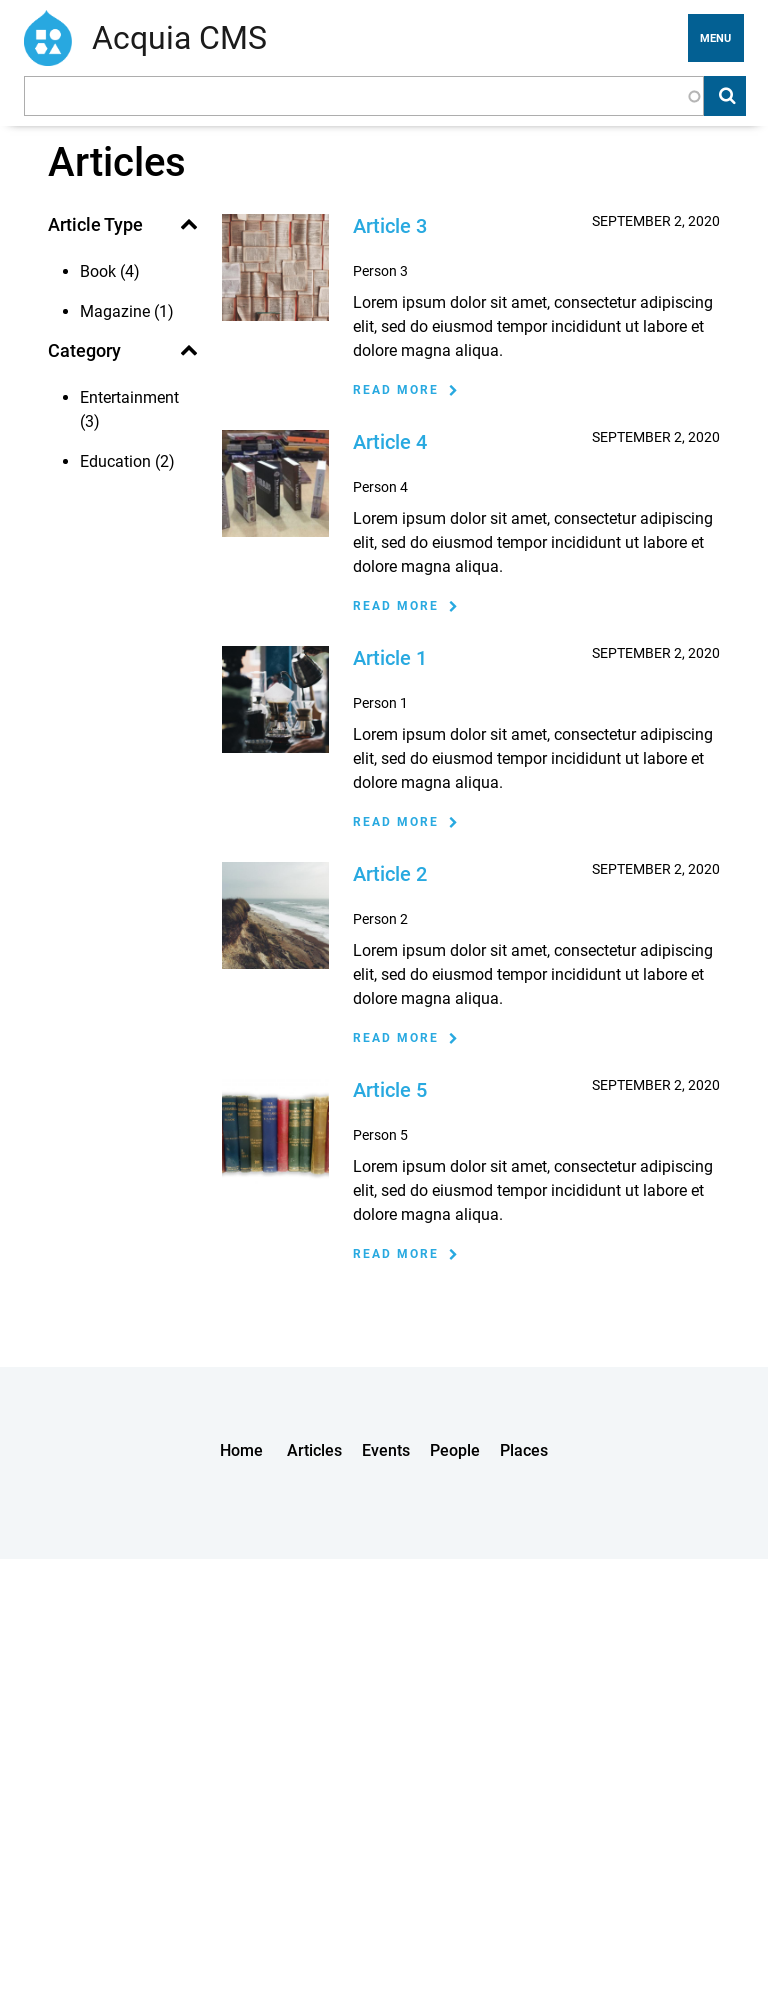 Acquia CMS
MENU
Articles
Article Type
Book (4)
Magazine (1)
Category
Entertainment
(3)
Education (2)
Article 3
SEPTEMBER 2, 2020
Person 3
Lorem ipsum dolor sit amet, consectetur adipiscing
elit, sed do eiusmod tempor incididunt ut labore et
dolore magna aliqua.
READ MORE
Article 4
SEPTEMBER 2, 2020
Person 4
Lorem ipsum dolor sit amet, consectetur adipiscing
elit, sed do eiusmod tempor incididunt ut labore et
dolore magna aliqua.
READ MORE
Article 1
SEPTEMBER 2, 2020
Person 1
Lorem ipsum dolor sit amet, consectetur adipiscing
elit, sed do eiusmod tempor incididunt ut labore et
dolore magna aliqua.
READ MORE
Article 2
SEPTEMBER 2, 2020
Person 2
Lorem ipsum dolor sit amet, consectetur adipiscing
elit, sed do eiusmod tempor incididunt ut labore et
dolore magna aliqua.
READ MORE
Article 5
SEPTEMBER 2, 2020
Person 5
Lorem ipsum dolor sit amet, consectetur adipiscing
elit, sed do eiusmod tempor incididunt ut labore et
dolore magna aliqua.
READ MORE
Home Articles Events People Places